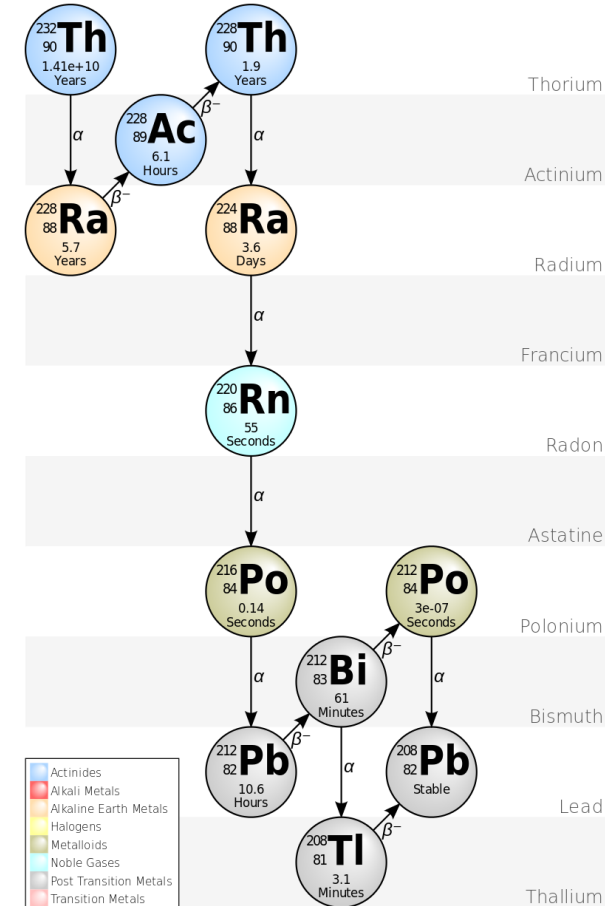 232
90 Th
1.41e+10
Years
228
90 Th
1.9
Years
Thorium
α
β⁻
α
228
89 Ac
6.1
Hours
Actinium
β⁻
228
88 Ra
5.7
Years
224
88 Ra
3.6
Days
Radium
α
Francium
220
86 Rn
55
Seconds
Radon
α
Astatine
216
84 Po
0.14
Seconds
212
84 Po
3e-07
Seconds
Polonium
α
β⁻
α
212
83 Bi
61
Minutes
Bismuth
β⁻
212
82 Pb
10.6
Hours
α
208
82 Pb
Stable
Lead
β⁻
208
81 Tl
3.1
Minutes
Thallium
Actinides
Alkali Metals
Alkaline Earth Metals
Halogens
Metalloids
Noble Gases
Post Transition Metals
Transition Metals